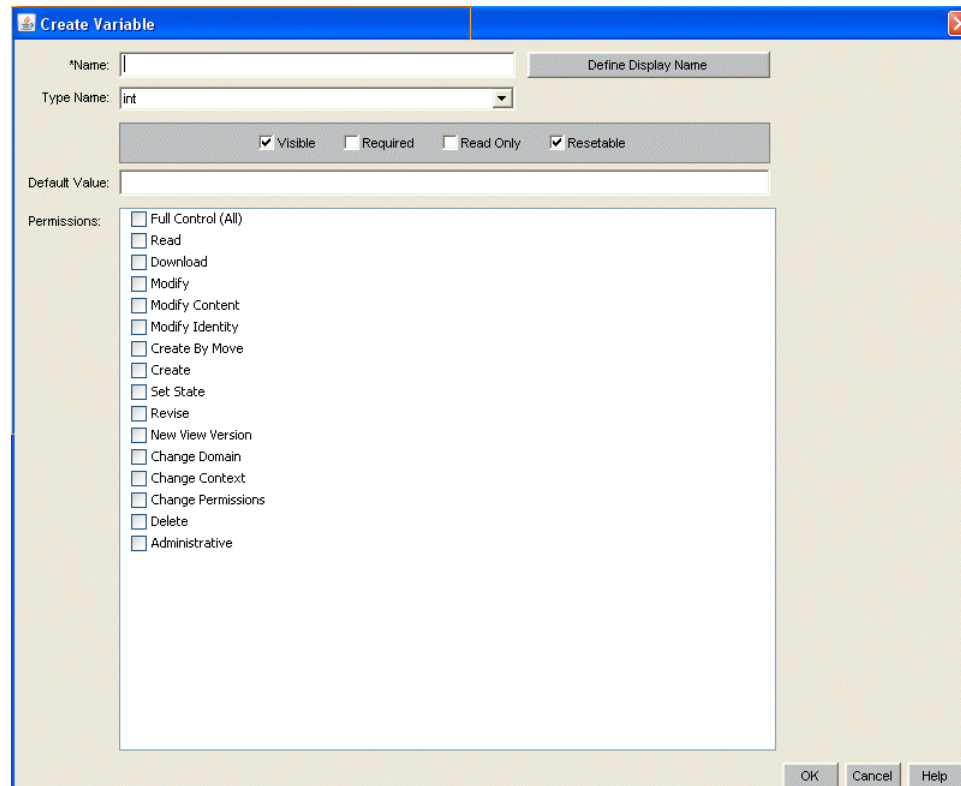 Create Variable
*Name:
Define Display Name
Type Name: int
Visible Required Read Only Resetable
Default Value:
Permissions:
Full Control (All)
Read
Download
Modify
Modify Content
Modify Identity
Create By Move
Create
Set State
Revise
New View Version
Change Domain
Change Context
Change Permissions
Delete
Administrative
OK Cancel Help